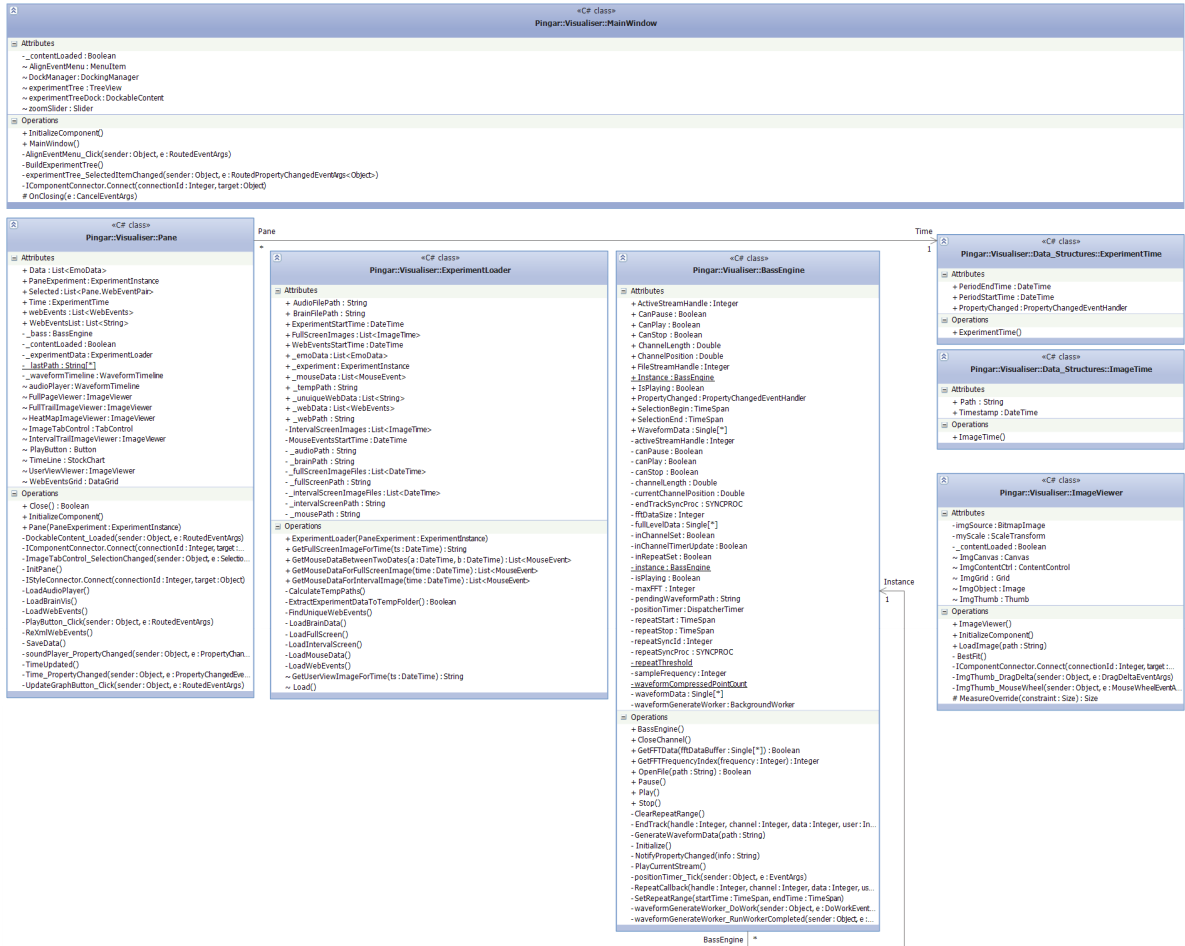 «C# class»
Pingar::Visualiser::MainWindow
Attributes
- _contentLoaded : Boolean
~ AlignEventMenu : MenuItem
~ DockManager : DockingManager
~ experimentTree : TreeView
~ experimentTreeDock : DockableContent
~ zoomSlider : Slider
Operations
+ InitializeComponent()
+ MainWindow()
- AlignEventMenu_Click(sender : Object, e : RoutedEventArgs)
- BuildExperimentTree()
- experimentTree_SelectedItemChanged(sender : Object, e : RoutedPropertyChangedEventArgs<Object>)
- IComponentConnector.Connect(connectionId : Integer, target : Object)
# OnClosing(e : CancelEventArgs)
«C# class»
Pingar::Visualiser::Pane
Attributes
+ Data : List<EmoData>
+ PaneExperiment : ExperimentInstance
+ Selected : List<Pane.WebEventPair>
+ Time : ExperimentTime
+ webEvents : List<WebEvents>
+ WebEventsList : List<String>
- _bass : BassEngine
- _contentLoaded : Boolean
- _experimentData : ExperimentLoader
- _lastPath : String[*]
- _waveformTimeline : WaveformTimeline
~ audioPlayer : WaveformTimeline
~ FullPageViewer : ImageViewer
~ FullTrailImageViewer : ImageViewer
~ HeatMapImageViewer : ImageViewer
~ ImageTabControl : TabControl
~ IntervalTrailImageViewer : ImageViewer
~ PlayButton : Button
~ TimeLine : StockChart
~ UserViewViewer : ImageViewer
~ WebEventsGrid : DataGrid
Operations
+ Close() : Boolean
+ InitializeComponent()
+ Pane(PaneExperiment : ExperimentInstance)
- DockableContent_Loaded(sender : Object, e : RoutedEventArgs)
- IComponentConnector.Connect(connectionId : Integer, target : ...
- ImageTabControl_SelectionChanged(sender : Object, e : Selectio...
- InitPane()
- IStyleConnector.Connect(connectionId : Integer, target : Object)
- LoadAudioPlayer()
- LoadBrainVis()
- LoadWebEvents()
- PlayButton_Click(sender : Object, e : RoutedEventArgs)
- ReXmlWebEvents()
- SaveData()
- soundPlayer_PropertyChanged(sender : Object, e : PropertyChan...
- TimeUpdated()
- Time_PropertyChanged(sender : Object, e : PropertyChangedEve...
- UpdateGraphButton_Click(sender : Object, e : RoutedEventArgs)
Pane
*
Time
1
«C# class»
Pingar::Visualiser::ExperimentLoader
Attributes
+ AudioFilePath : String
+ BrainFilePath : String
+ ExperimentStartTime : DateTime
+ FullScreenImages : List<ImageTime>
+ WebEventsStartTime : DateTime
+ _emoData : List<EmoData>
+ _experiment : ExperimentInstance
+ _mouseData : List<MouseEvent>
+ _tempPath : String
+ _unuiqueWebData : List<String>
+ _webData : List<WebEvents>
+ _webPath : String
- IntervalScreenImages : List<ImageTime>
- MouseEventsStartTime : DateTime
- _audioPath : String
- _brainPath : String
- _fullScreenImageFiles : List<DateTime>
- _fullScreenPath : String
- _intervalScreenImageFiles : List<DateTime>
- _intervalScreenPath : String
- _mousePath : String
Operations
+ ExperimentLoader(PaneExperiment : ExperimentInstance)
+ GetFullScreenImageForTime(ts : DateTime) : String
+ GetMouseDataBetweenTwoDates(a : DateTime, b : DateTime) : List<MouseEvent>
+ GetMouseDataForFullScreenImage(time : DateTime) : List<MouseEvent>
+ GetMouseDataForIntervalImage(time : DateTime) : List<MouseEvent>
- CalculateTempPaths()
- ExtractExperimentDataToTempFolder() : Boolean
- FindUniqueWebEvents()
- LoadBrainData()
- LoadFullScreen()
- LoadIntervalScreen()
- LoadMouseData()
- LoadWebEvents()
~ GetUserViewImageForTime(ts : DateTime) : String
~ Load()
«C# class»
Pingar::Viualiser::BassEngine
Attributes
+ ActiveStreamHandle : Integer
+ CanPause : Boolean
+ CanPlay : Boolean
+ CanStop : Boolean
+ ChannelLength : Double
+ ChannelPosition : Double
+ FileStreamHandle : Integer
+ Instance : BassEngine
+ IsPlaying : Boolean
+ PropertyChanged : PropertyChangedEventHandler
+ SelectionBegin : TimeSpan
+ SelectionEnd : TimeSpan
+ WaveformData : Single[*]
- activeStreamHandle : Integer
- canPause : Boolean
- canPlay : Boolean
- canStop : Boolean
- channelLength : Double
- currentChannelPosition : Double
- endTrackSyncProc : SYNCPROC
- fftDataSize : Integer
- fullLevelData : Single[*]
- inChannelSet : Boolean
- inChannelTimerUpdate : Boolean
- inRepeatSet : Boolean
- instance : BassEngine
- isPlaying : Boolean
- maxFFT : Integer
- pendingWaveformPath : String
- positionTimer : DispatcherTimer
- repeatStart : TimeSpan
- repeatStop : TimeSpan
- repeatSyncId : Integer
- repeatSyncProc : SYNCPROC
- repeatThreshold
- sampleFrequency : Integer
- waveformCompressedPointCount
- waveformData : Single[*]
- waveformGenerateWorker : BackgroundWorker
Operations
+ BassEngine()
+ CloseChannel()
+ GetFFTData(fftDataBuffer : Single[*]) : Boolean
+ GetFFTFrequencyIndex(frequency : Integer) : Integer
+ OpenFile(path : String) : Boolean
+ Pause()
+ Play()
+ Stop()
- ClearRepeatRange()
- EndTrack(handle : Integer, channel : Integer, data : Integer, user : In...
- GenerateWaveformData(path : String)
- Initialize()
- NotifyPropertyChanged(info : String)
- PlayCurrentStream()
- positionTimer_Tick(sender : Object, e : EventArgs)
- RepeatCallback(handle : Integer, channel : Integer, data : Integer, us...
- SetRepeatRange(startTime : TimeSpan, endTime : TimeSpan)
- waveformGenerateWorker_DoWork(sender : Object, e : DoWorkEvent...
- waveformGenerateWorker_RunWorkerCompleted(sender : Object, e : ...
BassEngine
*
Instance
1
«C# class»
Pingar::Visualiser::Data_Structures::ExperimentTime
Attributes
+ PeriodEndTime : DateTime
+ PeriodStartTime : DateTime
+ PropertyChanged : PropertyChangedEventHandler
Operations
+ ExperimentTime()
«C# class»
Pingar::Visualiser::Data_Structures::ImageTime
Attributes
+ Path : String
+ Timestamp : DateTime
Operations
+ ImageTime()
«C# class»
Pingar::Visualiser::ImageViewer
Attributes
- imgSource : BitmapImage
- myScale : ScaleTransform
- _contentLoaded : Boolean
~ ImgCanvas : Canvas
~ ImgContentCtrl : ContentControl
~ ImgGrid : Grid
~ ImgObject : Image
~ ImgThumb : Thumb
Operations
+ ImageViewer()
+ InitializeComponent()
+ LoadImage(path : String)
- BestFit()
- IComponentConnector.Connect(connectionId : Integer, target : ...
- ImgThumb_DragDelta(sender : Object, e : DragDeltaEventArgs)
- ImgThumb_MouseWheel(sender : Object, e : MouseWheelEventA...
# MeasureOverride(constraint : Size) : Size